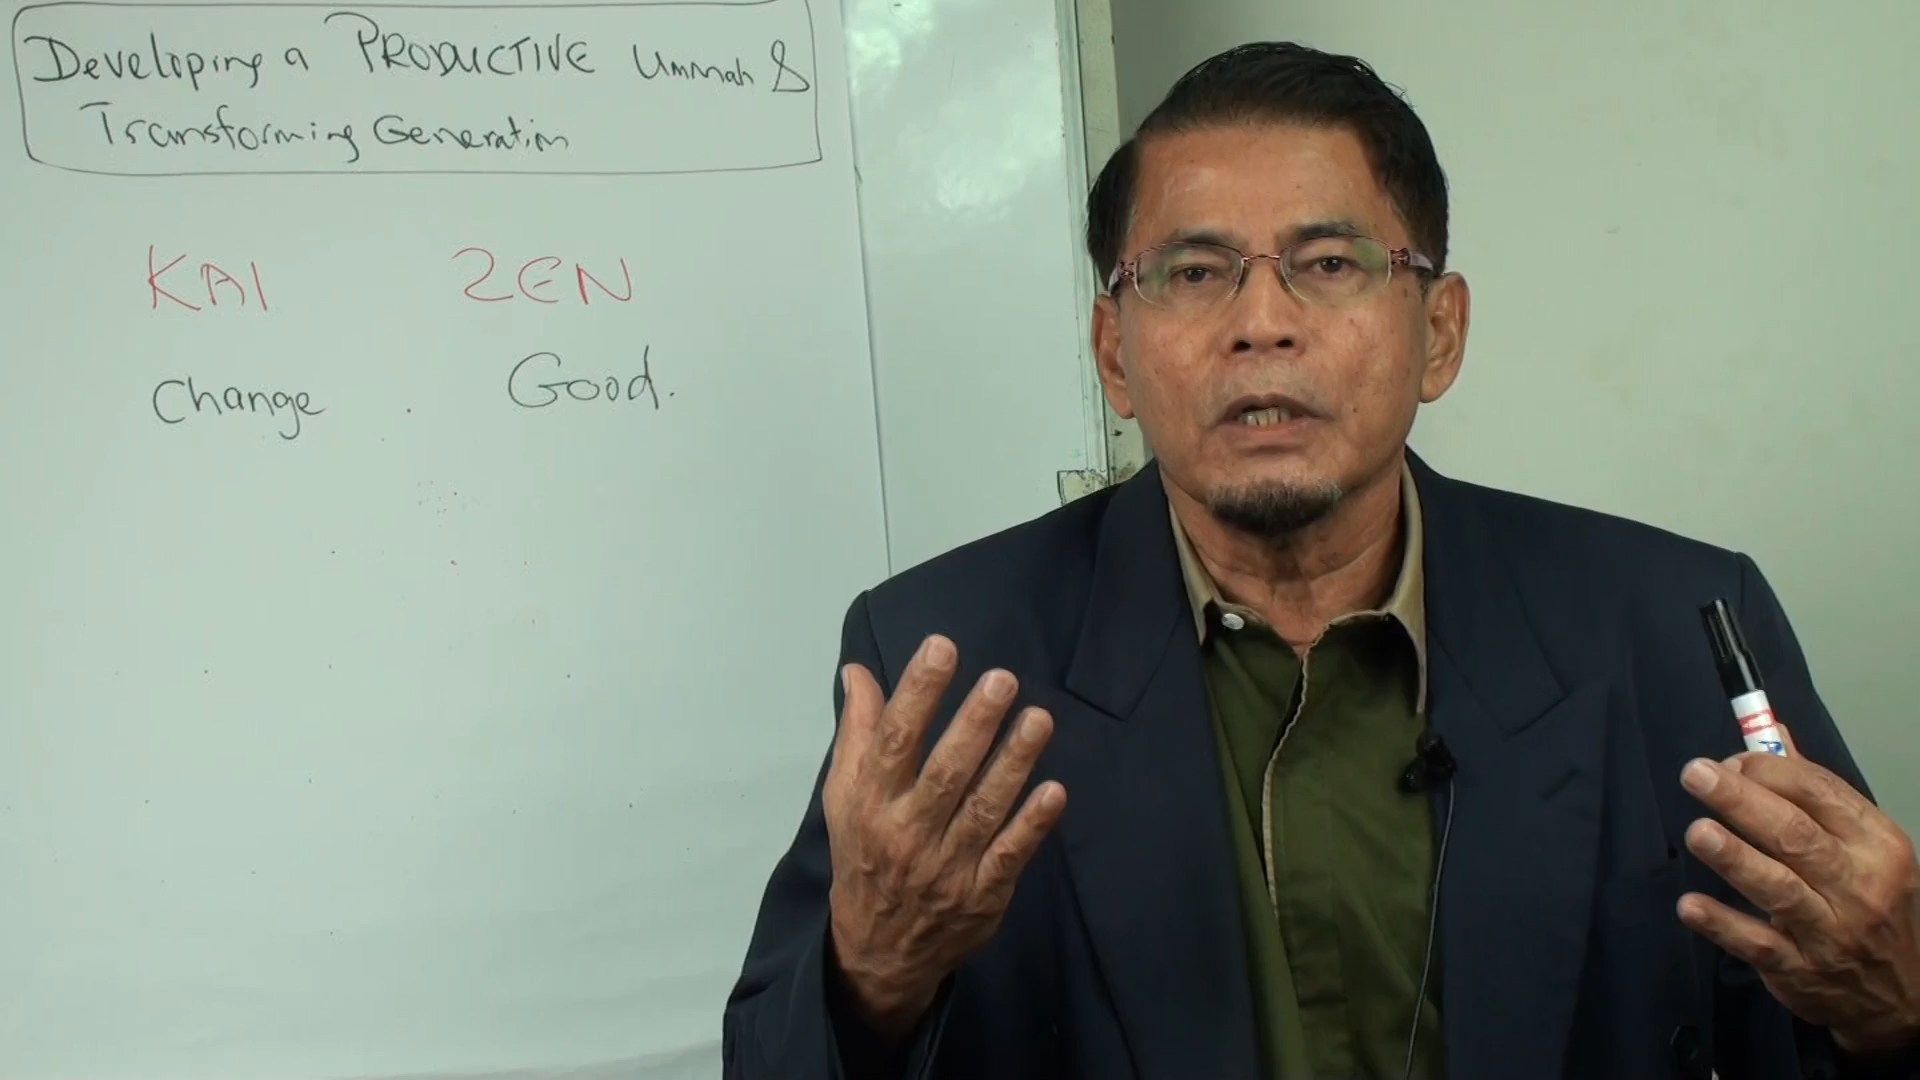 Developing a PRODUCTIVE Ummah &
Transforming Generation
KAI ZEN
Change Good.